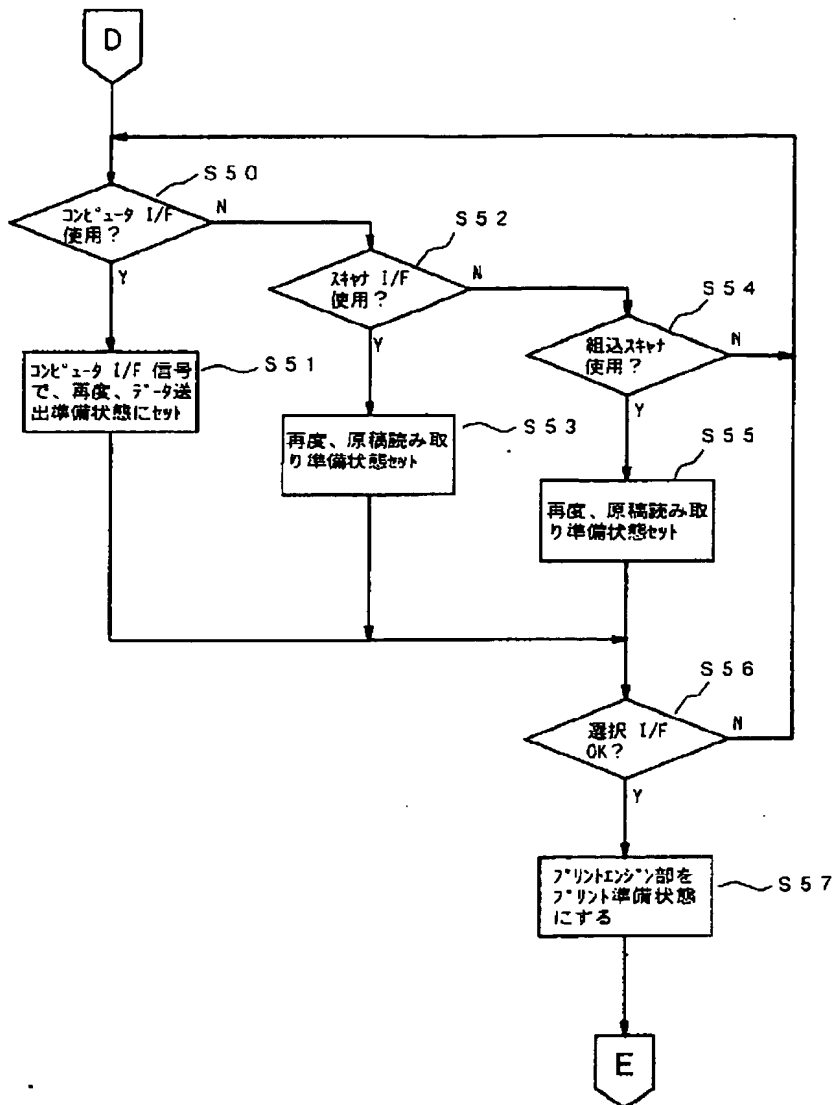 D
S50
コンピュータ I/F
使用?
N
Y
S52
スキャナ I/F
使用?
N
Y
S54
組込スキャナ
使用?
N
Y
コンピュータ I/F 信号
で、再度、データ送
出準備状態にセット
S51
再度、原稿読み取
り準備状態セット
S53
再度、原稿読み取
り準備状態セット
S55
選択 I/F
OK?
S56
N
Y
プリントエンジン部を
プリント準備状態
にする
S57
E